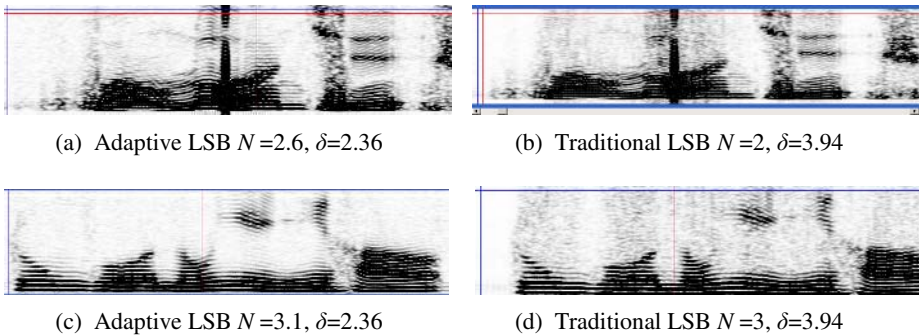 (a) Adaptive LSB N =2.6, δ=2.36
(b) Traditional LSB N =2, δ=3.94
(c) Adaptive LSB N =3.1, δ=2.36
(d) Traditional LSB N =3, δ=3.94